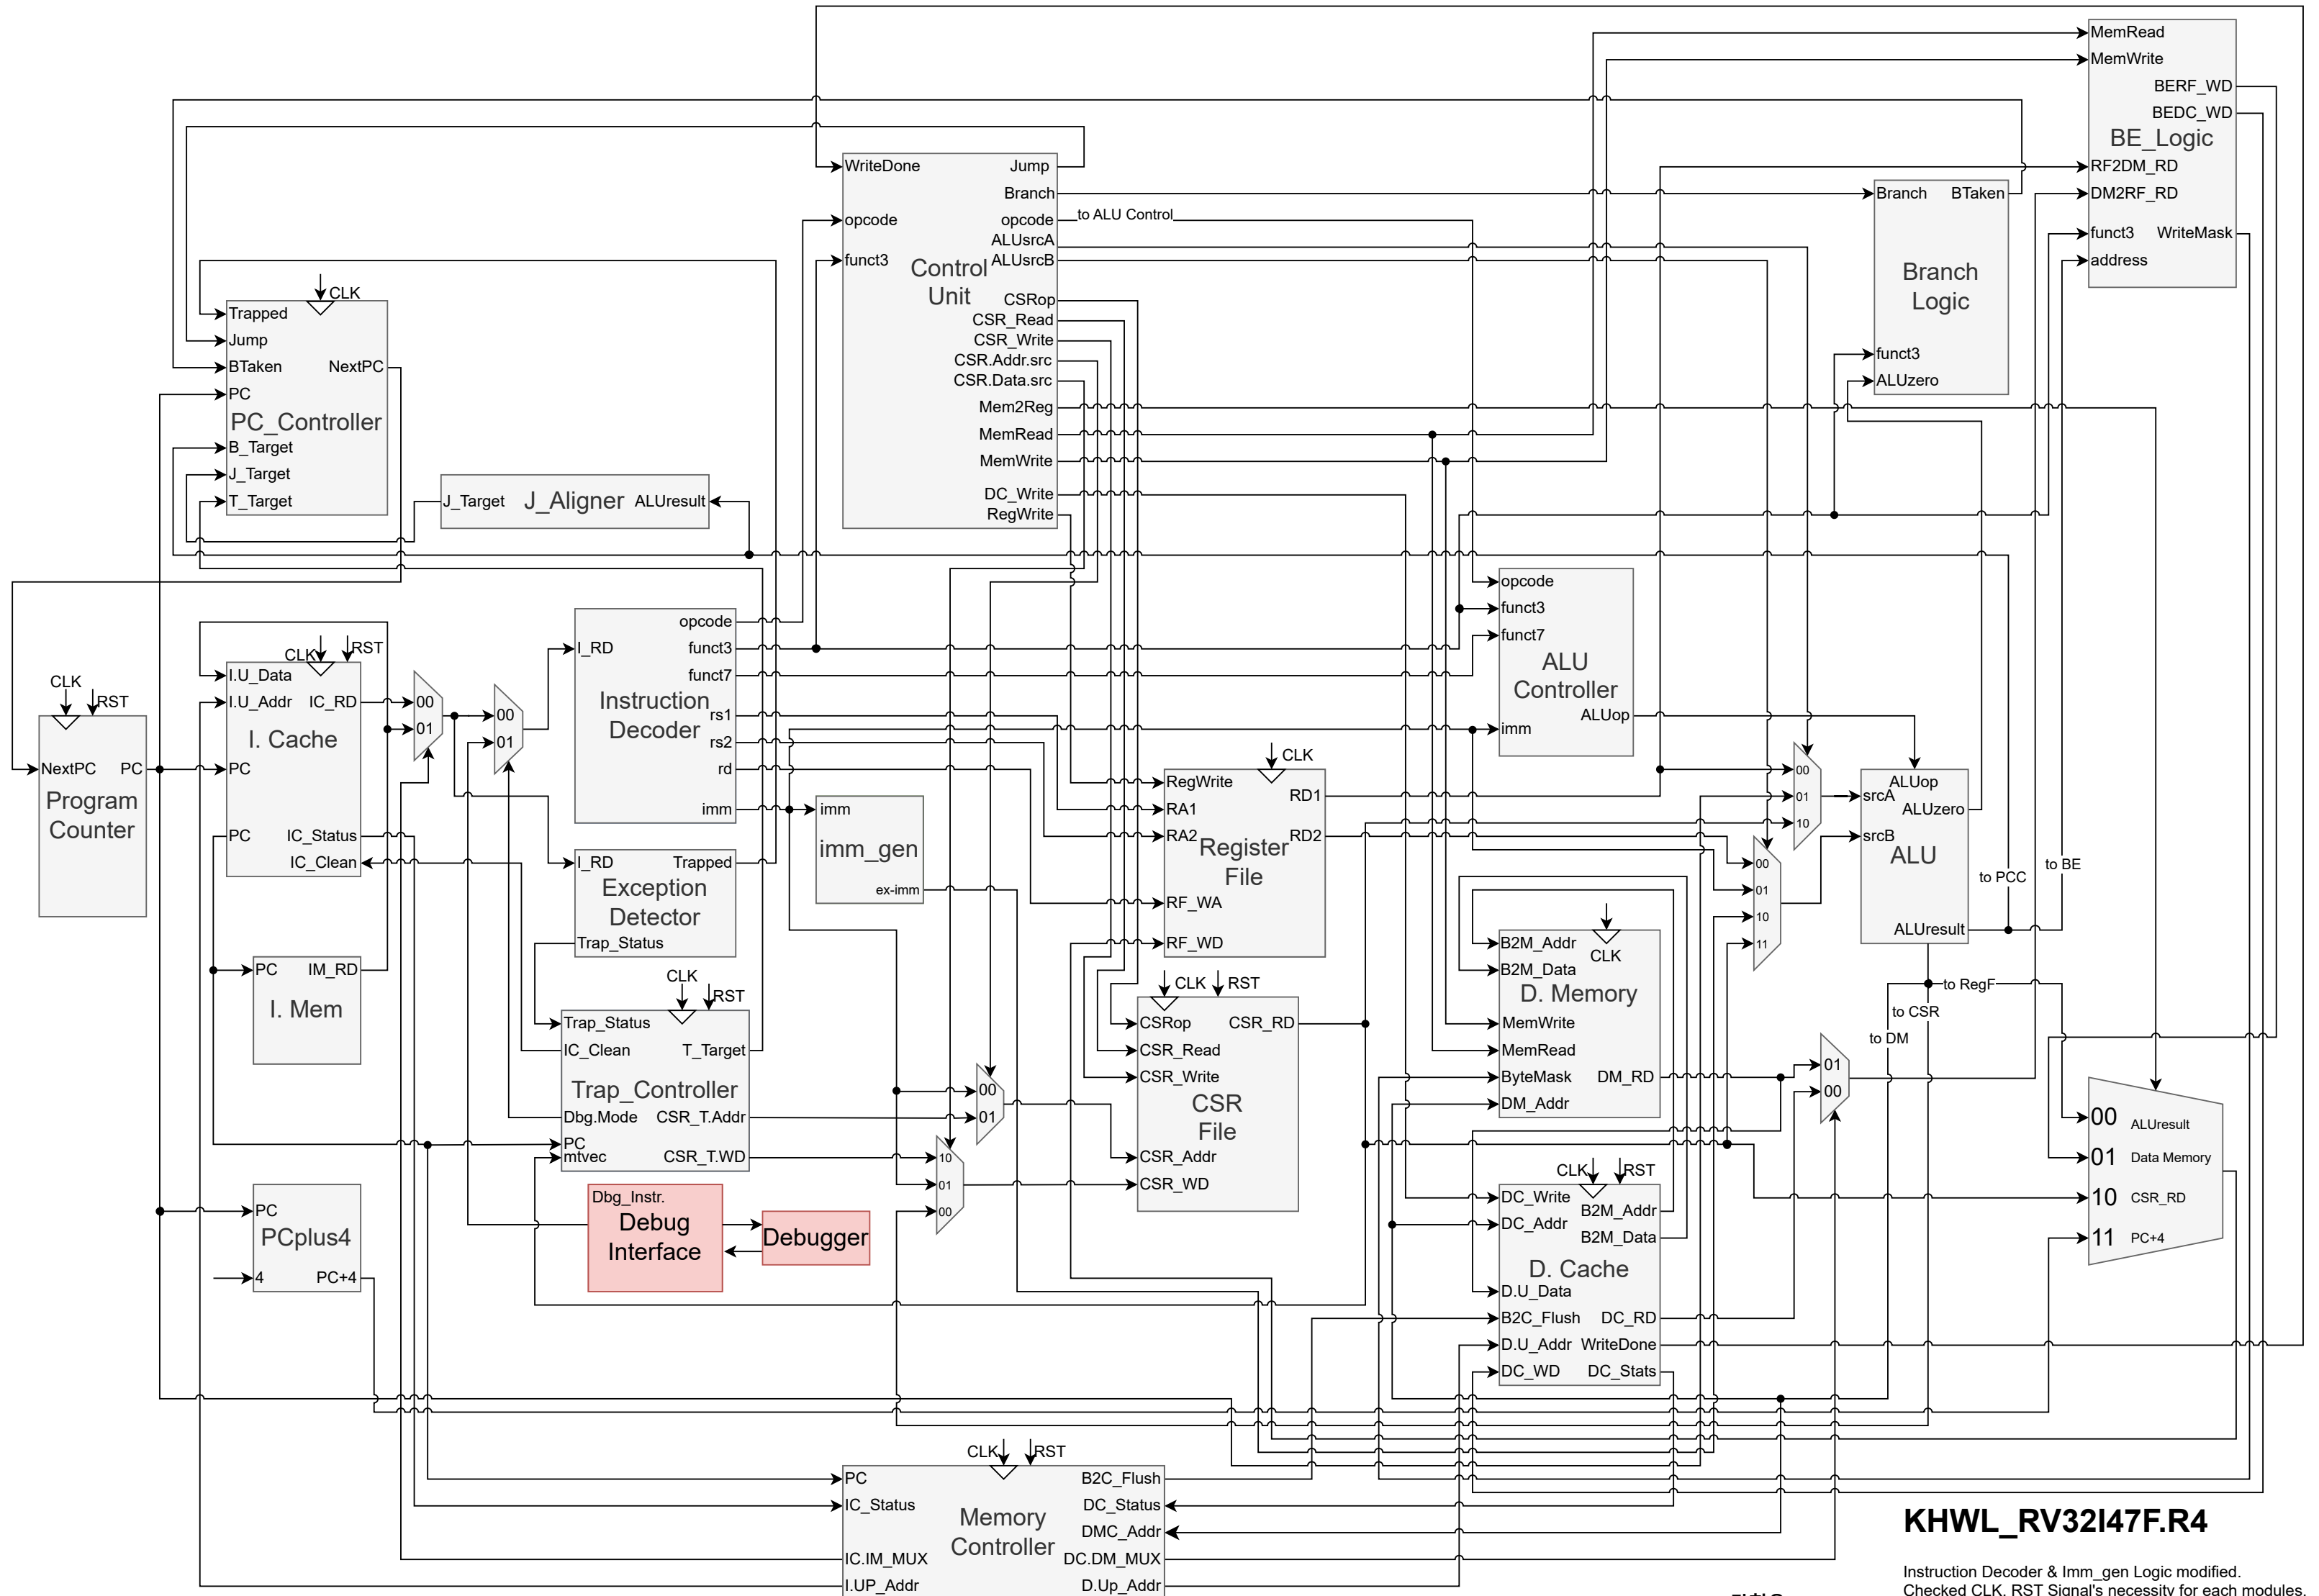 MemRead
MemWrite
BERF_WD
BEDC_WD
BE_Logic
RF2DM_RD
DM2RF_RD
funct3
WriteMask
address
WriteDone
Jump
Branch
opcode
opcode
to ALU Control
ALUsrcA
ALUsrcB
funct3
Control
Unit
CSRop
CSR_Read
CSR_Write
CSR.Addr.src
CSR.Data.src
Mem2Reg
MemRead
MemWrite
DC_Write
RegWrite
Branch
BTaken
Branch
Logic
funct3
ALUzero
CLK
Trapped
Jump
BTaken
NextPC
PC
PC_Controller
B_Target
J_Target
T_Target
J_Target
J_Aligner
ALUresult
opcode
funct3
funct7
ALU
Controller
ALUop
imm
opcode
I_RD
funct3
funct7
Instruction
Decoder
rs1
rs2
rd
imm
CLK
RST
I.U_Data
I.U_Addr
IC_RD
I. Cache
PC
PC
IC_Status
IC_Clean
00
01
00
01
CLK
RST
NextPC
PC
Program
Counter
imm
imm_gen
ex-imm
I_RD
Trapped
Exception
Detector
Trap_Status
CLK
RegWrite
RD1
RA1
RA2
RD2
Register
File
RF_WA
RF_WD
00
01
10
00
01
10
11
ALUop
srcA
ALUzero
srcB
ALU
ALUresult
to PCC
to BE
to RegF
to CSR
to DM
PC
IM_RD
I. Mem
CLK
RST
Trap_Status
IC_Clean
T_Target
Trap_Controller
Dbg.Mode
CSR_T.Addr
PC
mtvec
CSR_T.WD
00
01
10
01
00
CLK
RST
CSRop
CSR_RD
CSR_Read
CSR_Write
CSR
File
CSR_Addr
CSR_WD
B2M_Addr
CLK
B2M_Data
D. Memory
MemWrite
MemRead
ByteMask
DM_RD
DM_Addr
01
00
00
ALUresult
01
Data Memory
10
CSR_RD
11
PC+4
PC
PCplus4
4
PC+4
Dbg_Instr.
Debug
Interface
Debugger
CLK
RST
DC_Write
B2M_Addr
DC_Addr
B2M_Data
D. Cache
D.U_Data
B2C_Flush
DC_RD
D.U_Addr
WriteDone
DC_WD
DC_Stats
CLK
RST
PC
B2C_Flush
IC_Status
DC_Status
Memory
Controller
DMC_Addr
IC.IM_MUX
DC.DM_MUX
I.UP_Addr
D.Up_Addr
KHWL_RV32I47F.R4
Instruction Decoder & Imm_gen Logic modified.
Checked CLK, RST Signal's necessity for each modules.